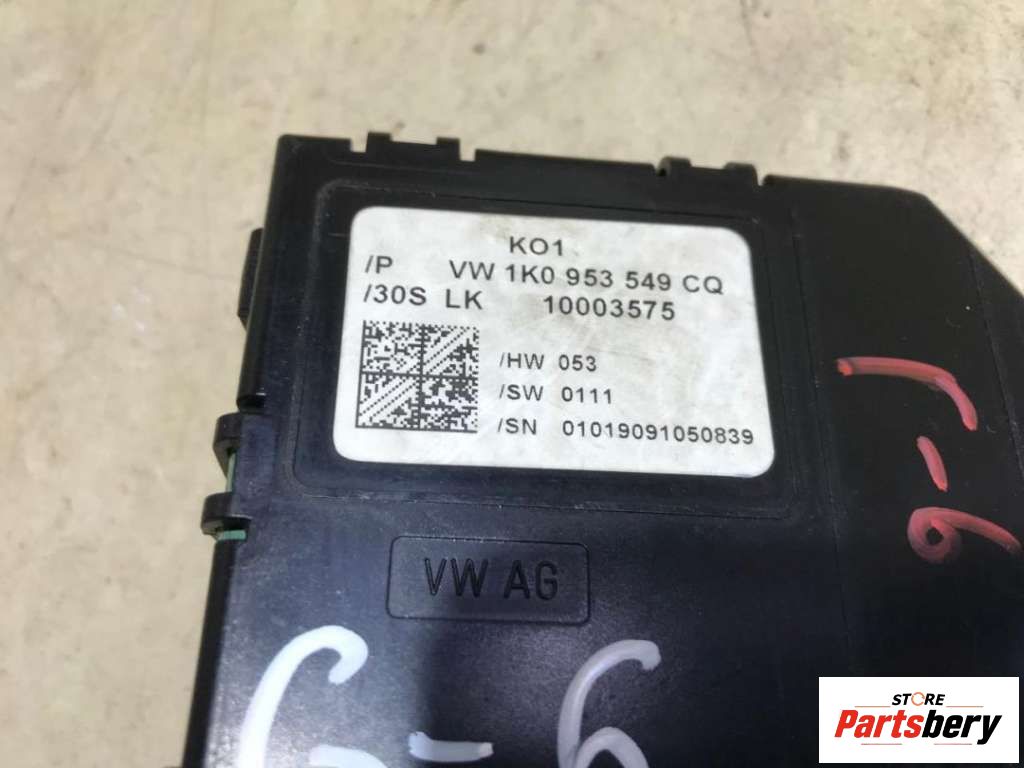 KO1
/P VW 1K0 953 549 CQ
/30S LK 10003575
/HW 053
/SW 0111
/SN 01019091050839
VW AG
G-6
G-6
STORE
Partsbery